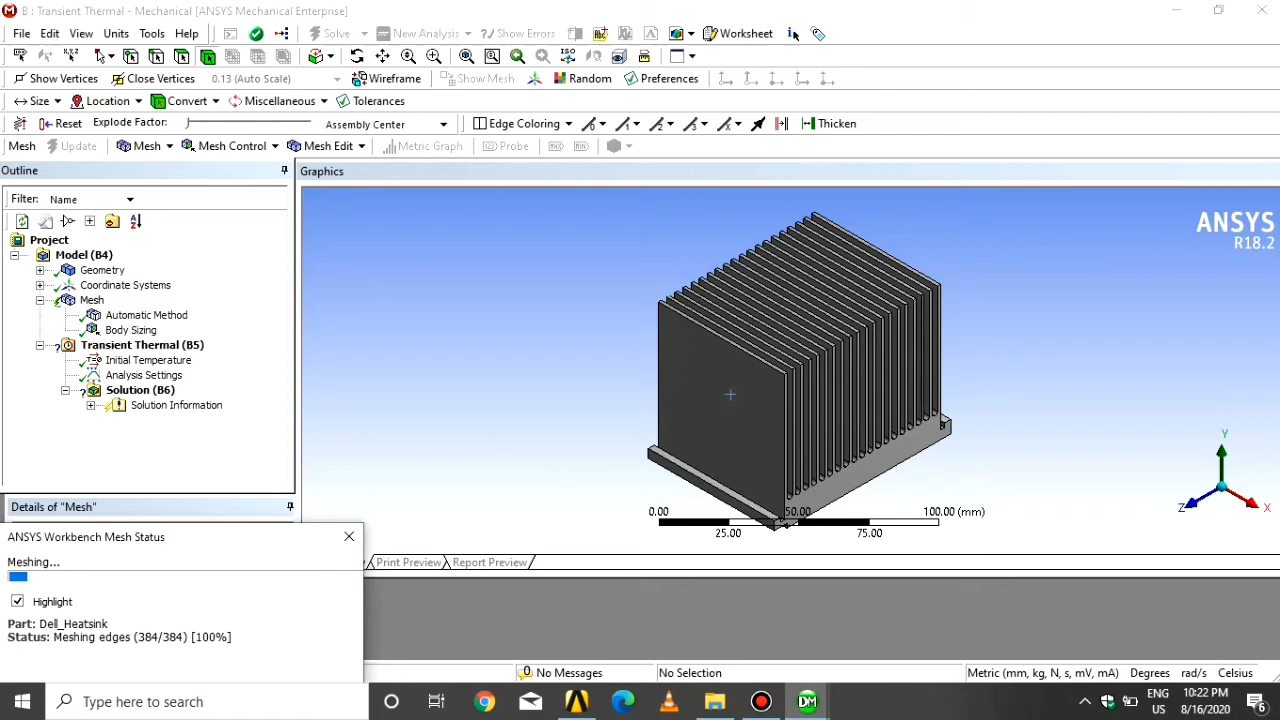 B : Transient Thermal - Mechanical [ANSYS Mechanical Enterprise]
File Edit View Units Tools Help Solve New Analysis Show Errors Worksheet
Show Vertices Close Vertices 0.13 (Auto Scale) Wireframe Show Mesh Random Preferences
Size Location Convert Miscellaneous Tolerances
Reset Explode Factor: Assembly Center Edge Coloring Thicken
Mesh Update Mesh Mesh Control Mesh Edit Metric Graph Probe
Outline
Graphics
Filter: Name
Project
Model (B4)
Geometry
Coordinate Systems
Mesh
Automatic Method
Body Sizing
Transient Thermal (B5)
Initial Temperature
Analysis Settings
Solution (B6)
Solution Information
ANSYS
R18.2
Y
Z
X
0.00 50.00 100.00 (mm)
25.00 75.00
Details of "Mesh"
Print Preview Report Preview
ANSYS Workbench Mesh Status
Meshing...
Highlight
Part: Dell_Heatsink
Status: Meshing edges (384/384) [100%]
0 No Messages No Selection Metric (mm, kg, N, s, mV, mA) Degrees rad/s Celsius
Type here to search
DM
ENG
US
10:22 PM
8/16/2020
6